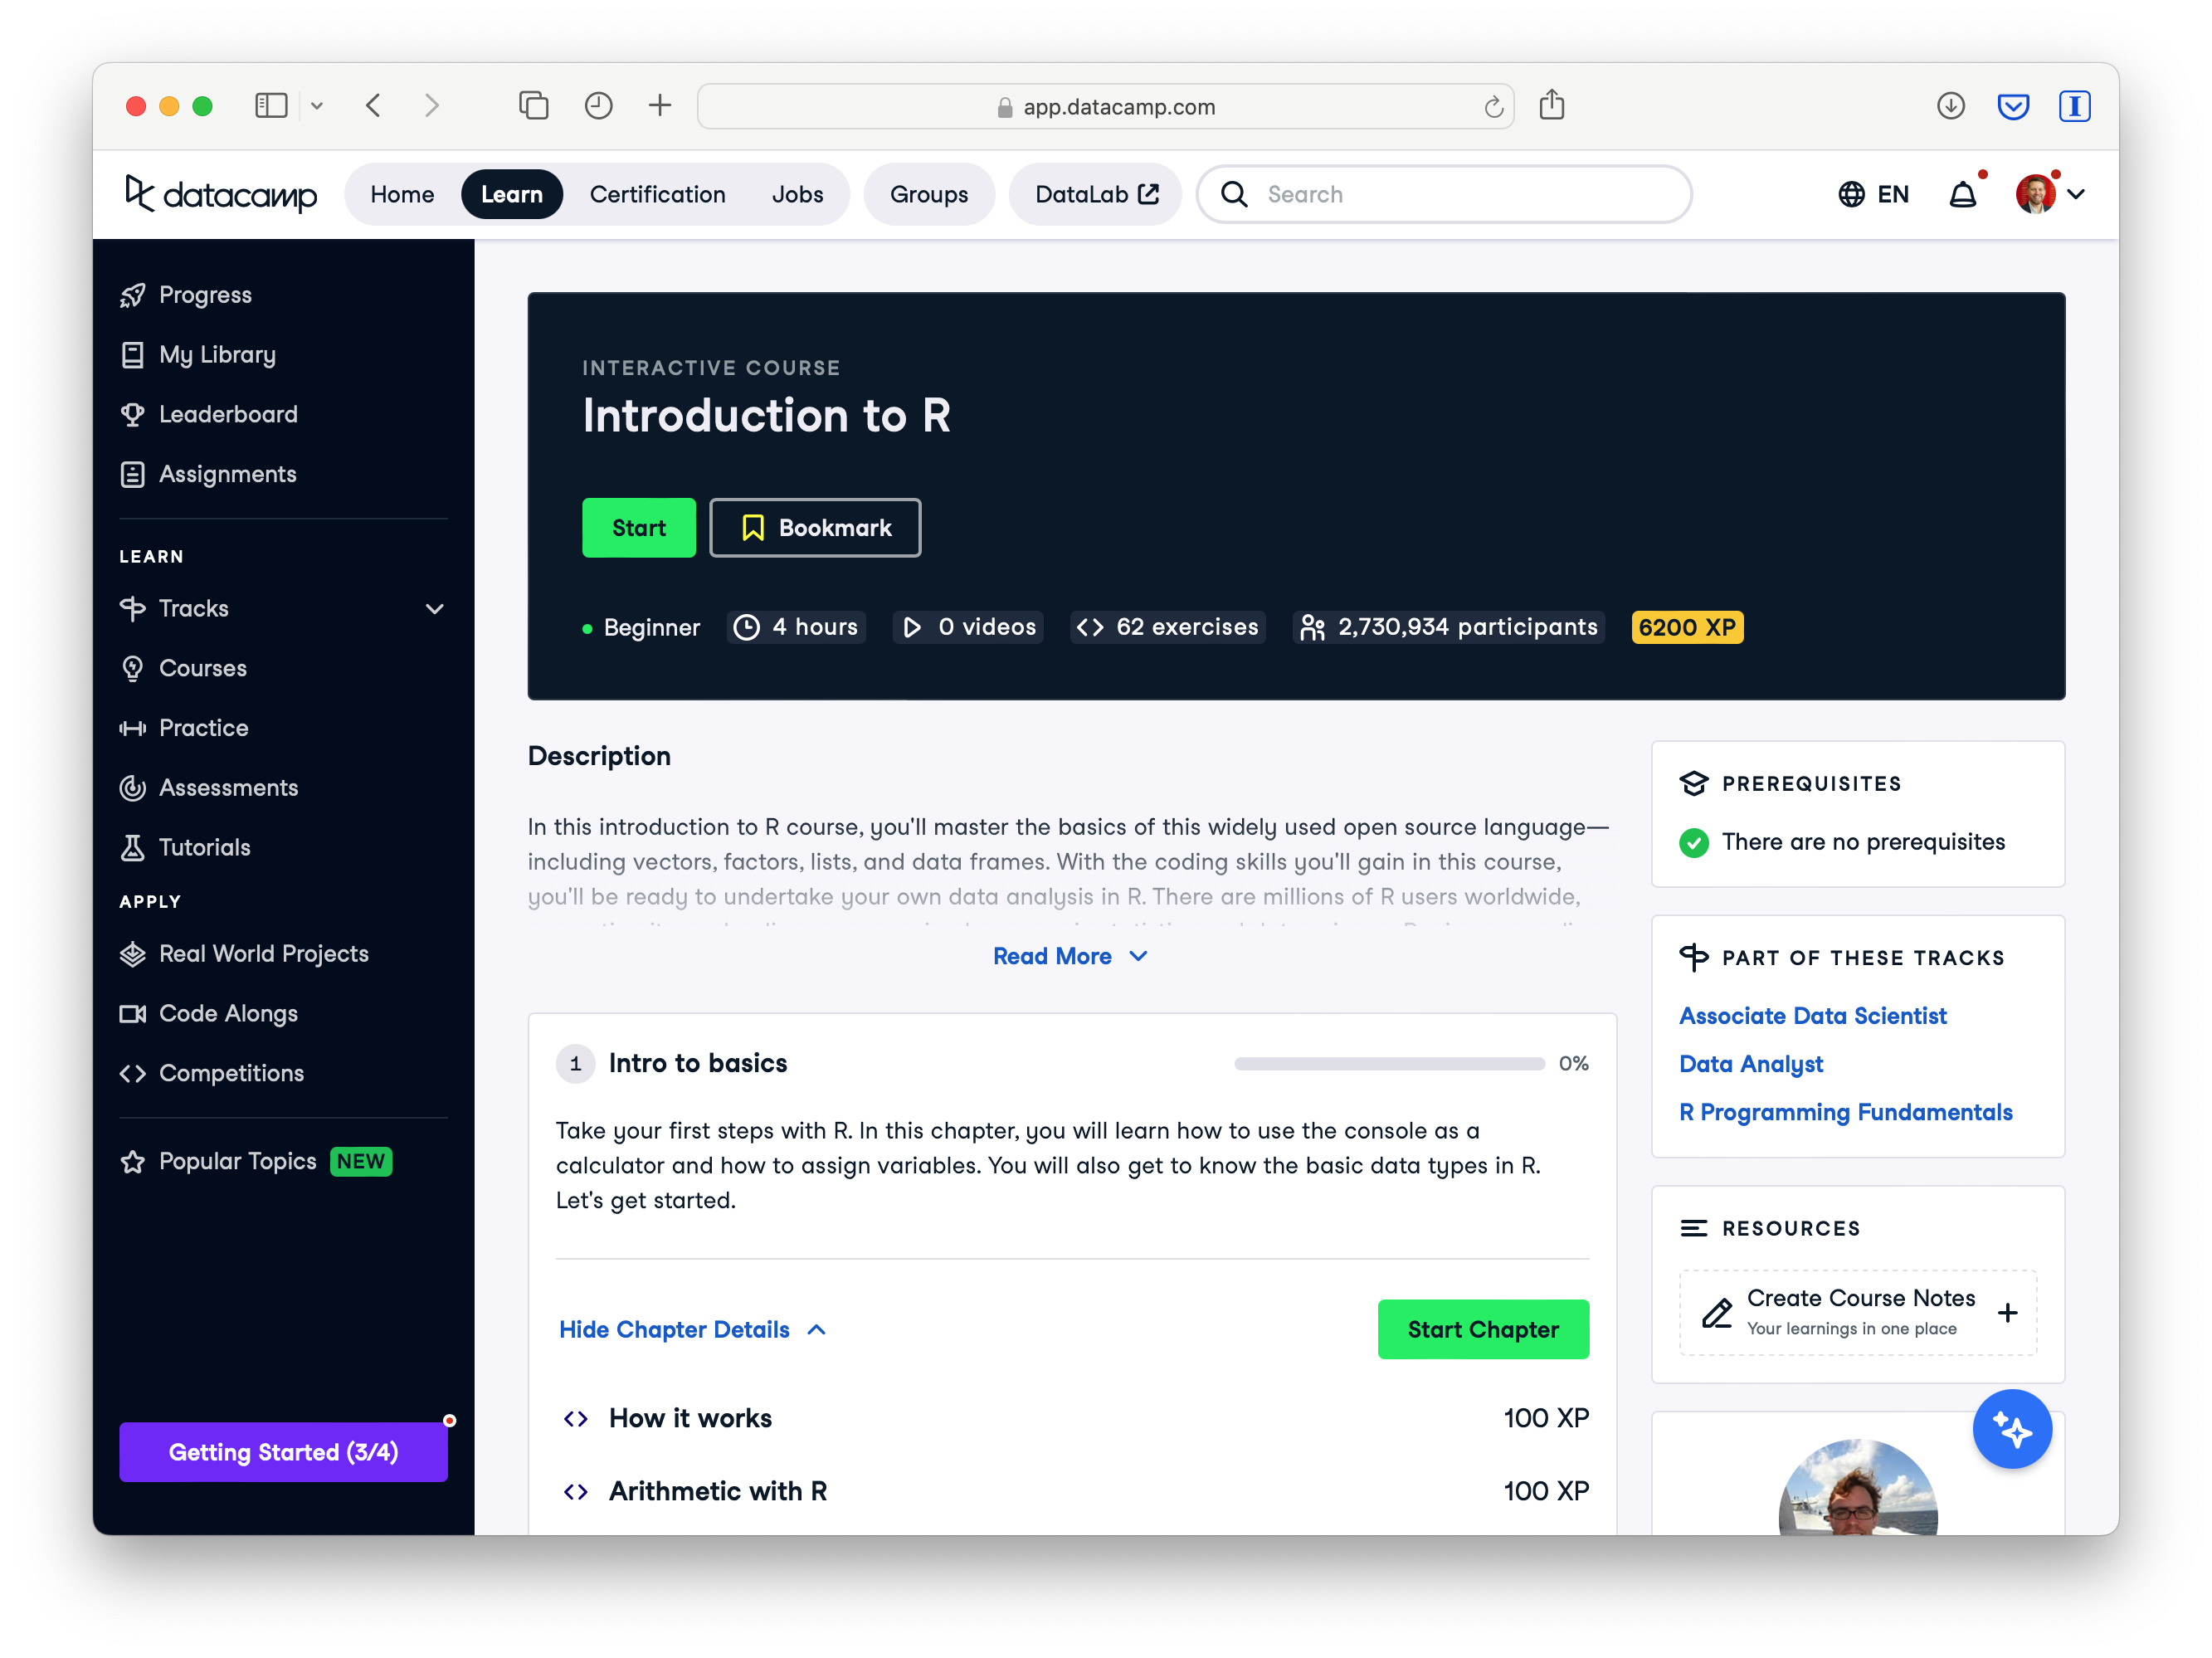 app.datacamp.com
datacamp
Home
Learn
Certification
Jobs
Groups
DataLab
Search
EN
Progress
My Library
Leaderboard
Assignments
LEARN
Tracks
Courses
Practice
Assessments
Tutorials
APPLY
Real World Projects
Code Alongs
Competitions
Popular Topics NEW
Getting Started (3/4)
INTERACTIVE COURSE
Introduction to R
Start
Bookmark
Beginner
4 hours
0 videos
62 exercises
2,730,934 participants
6200 XP
Description
In this introduction to R course, you'll master the basics of this widely used open source language—
including vectors, factors, lists, and data frames. With the coding skills you'll gain in this course,
you'll be ready to undertake your own data analysis in R. There are millions of R users worldwide,
Read More
1 Intro to basics
0%
Take your first steps with R. In this chapter, you will learn how to use the console as a
calculator and how to assign variables. You will also get to know the basic data types in R.
Let's get started.
Hide Chapter Details
Start Chapter
How it works
100 XP
Arithmetic with R
100 XP
PREREQUISITES
There are no prerequisites
PART OF THESE TRACKS
Associate Data Scientist
Data Analyst
R Programming Fundamentals
RESOURCES
Create Course Notes
Your learnings in one place